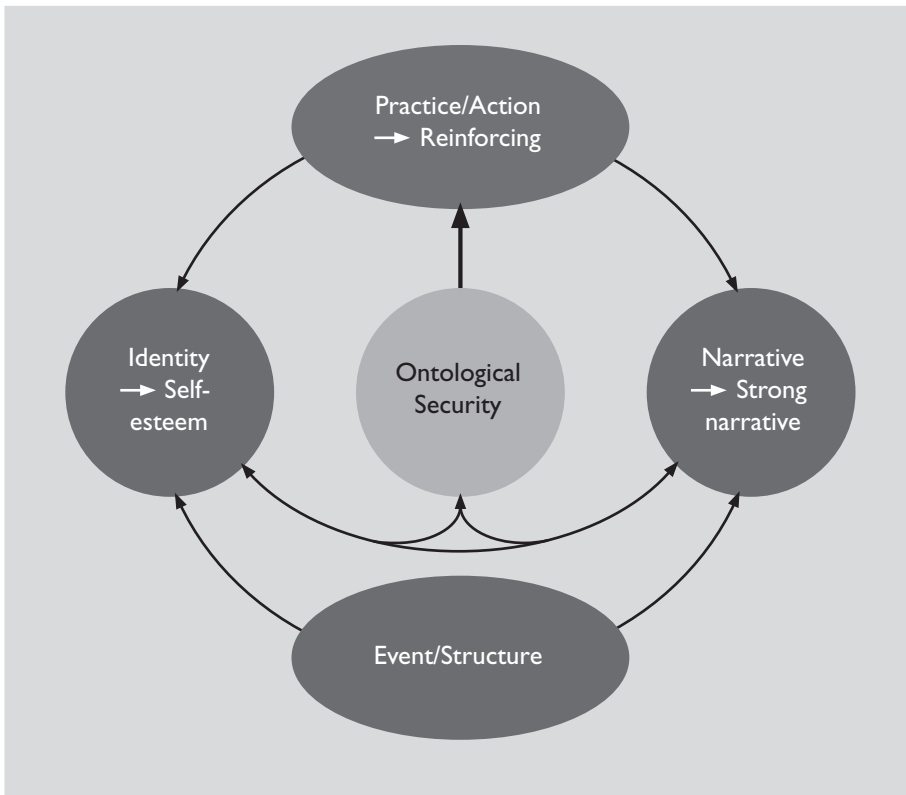 Practice/Action
→ Reinforcing
Identity
→ Self-
esteem
Ontological
Security
Narrative
→ Strong
narrative
Event/Structure